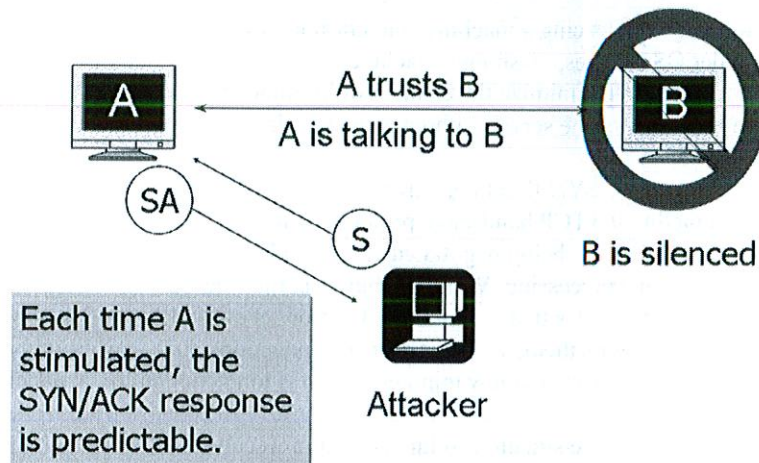 A
A trusts B
A is talking to B
B
SA
S
B is silenced
Each time A is
stimulated, the
SYN/ACK response
is predictable.
Attacker